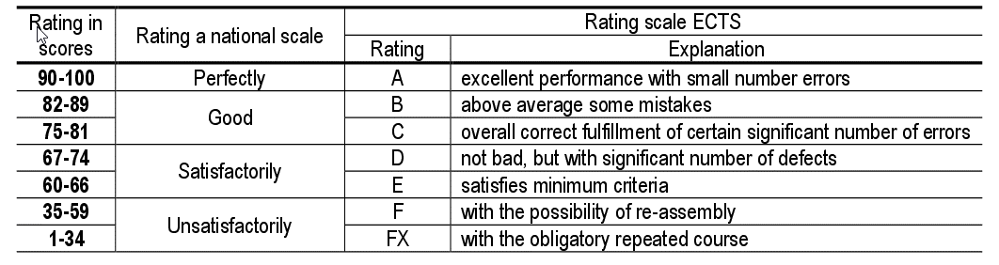 Rating in scores Rating a national scale Rating scale ECTS
Rating Explanation
90-100 Perfectly A excellent performance with small number errors
82-89 Good B above average some mistakes
75-81 C overall correct fulfillment of certain significant number of errors
67-74 Satisfactorily D not bad, but with significant number of defects
60-66 E satisfies minimum criteria
35-59 Unsatisfactorily F with the possibility of re-assembly
1-34 FX with the obligatory repeated course